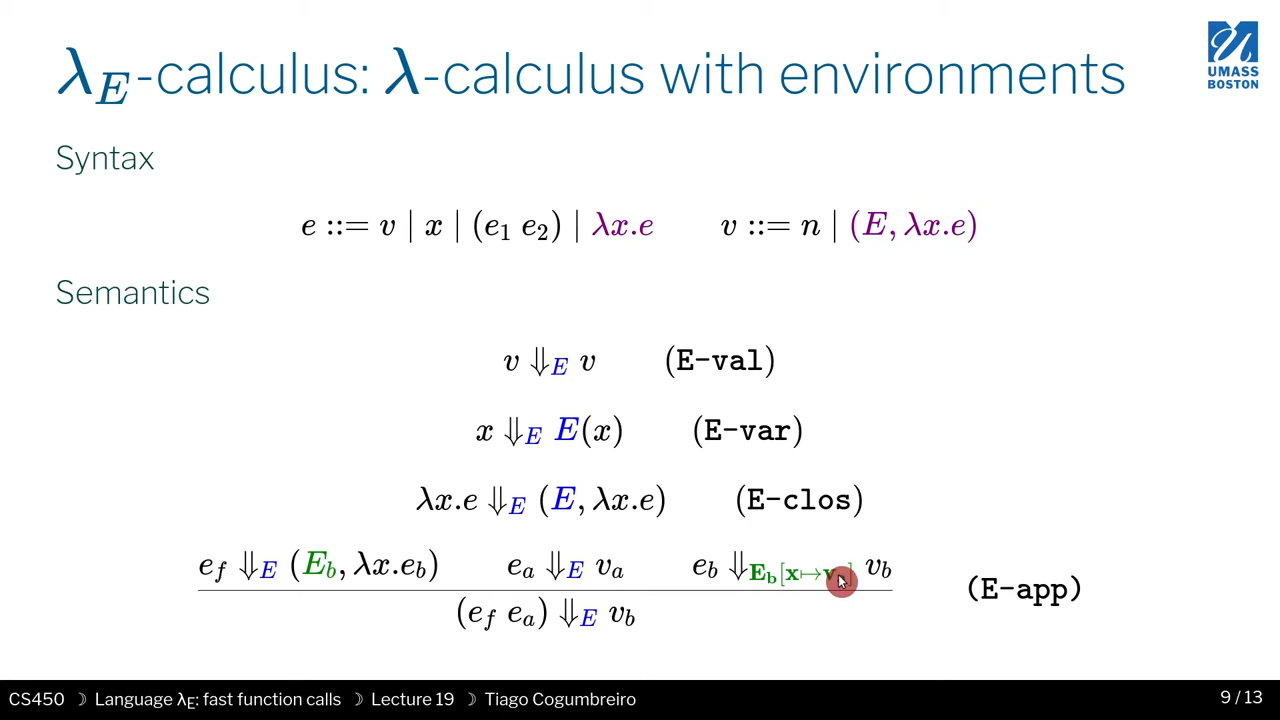 λ_E-calculus: λ-calculus with environments
UMASS
BOSTON
Syntax
e ::= v | x | (e₁ e₂) | λx.e v ::= n | (E, λx.e)
Semantics
v ⇓_E v (E-val)
x ⇓_E E(x) (E-var)
λx.e ⇓_E (E, λx.e) (E-clos)
e_f ⇓_E (E_b, λx.e_b) e_a ⇓_E v_a e_b ⇓_E_b[x↦v ] v_b
(E-app)
(e_f e_a) ⇓_E v_b
CS450 ☽ Language λ_E: fast function calls ☽ Lecture 19 ☽ Tiago Cogumbreiro 9 / 13